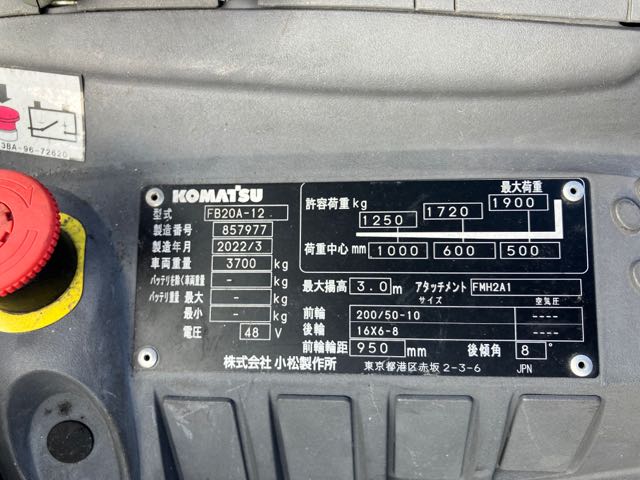 3BA-96-72620
KOMATSU
型式 FB20A-12
製造番号 857977
製造年月 2022/3
車両重量 3700 kg
バッテリを除く車両重量 - kg
バッテリ重量 最大 - kg
最小 - kg
電圧 48 V
株式会社 小松製作所
最大荷重
許容荷重 kg 1250 1720 1900
荷重中心 mm 1000 600 500
最大揚高 3.0 m アタッチメント FMH2A1
サイズ 空気圧
前輪 200/50-10 ----
後輪 16X6-8 ----
前輪輪距 950 mm 後傾角 8 °
東京都港区赤坂 2-3-6 JPN